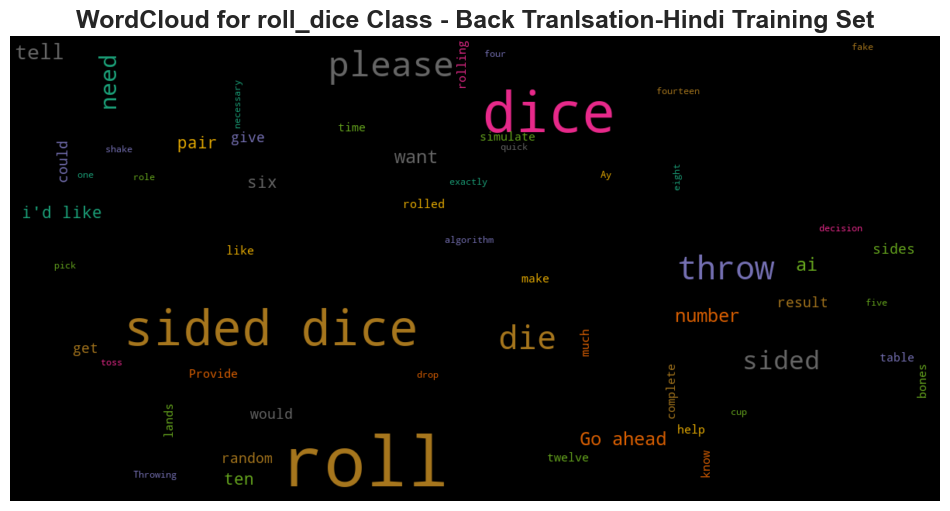 WordCloud for roll_dice Class - Back Tranlsation-Hindi Training Set
tell
need
please
rolling
four
fake
dice
necessary
fourteen
time
simulate
quick
could
shake
pair
give
want
one
role
six
exactly
Ay
eight
i'd like
rolled
decision
like
algorithm
sides
pick
make
throw
ai
result
five
number
sided dice
die
much
get
toss
sided
table
bones
Provide
drop
complete
cup
lands
would
help
Go ahead
know
roll
random
twelve
Throwing
ten